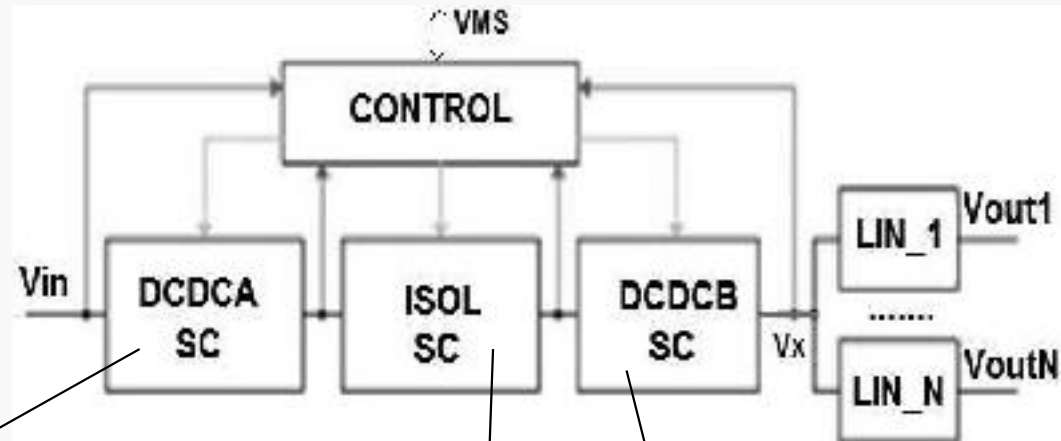 VMS
CONTROL
Vin
DCDCA
SC
ISOL
SC
DCDCB
SC
Vx
LIN_1
Vout1
.......
LIN_N
VoutN